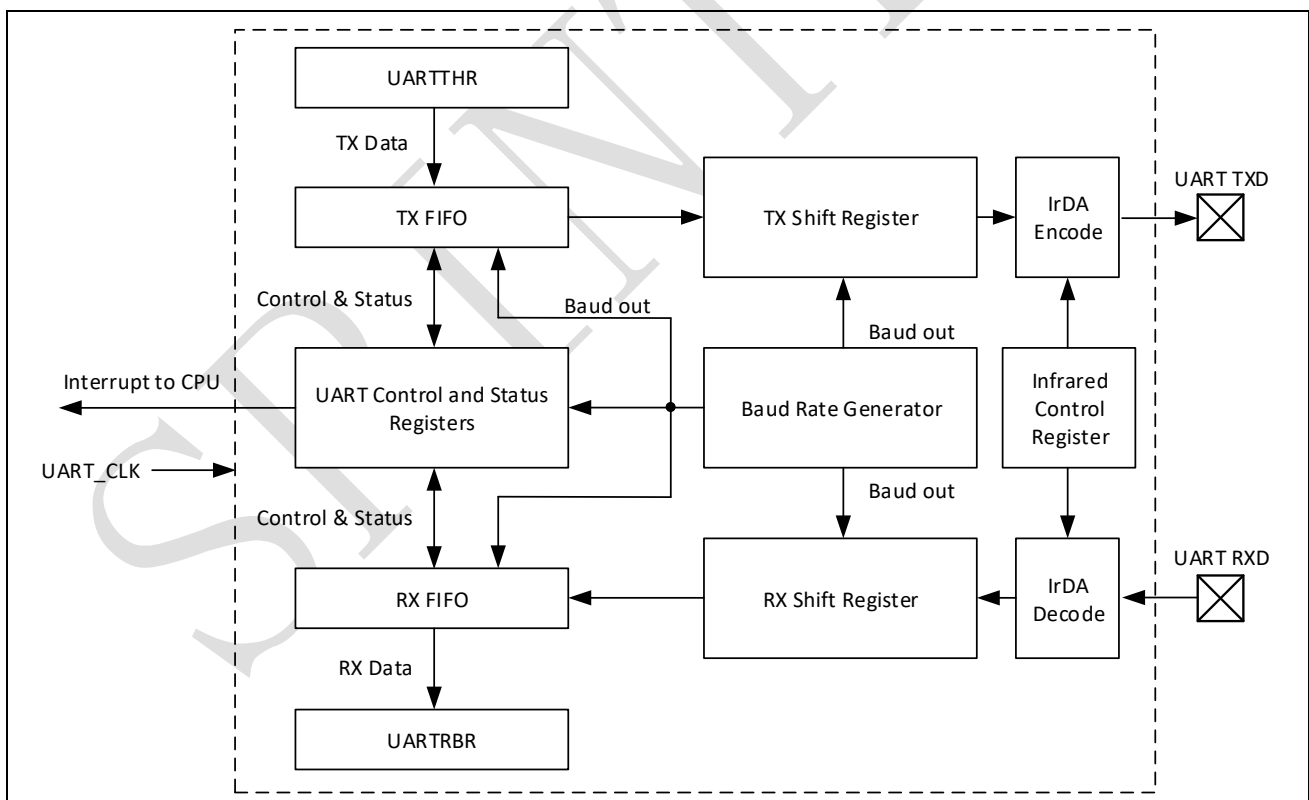 UARTTHR
TX Data
TX FIFO
TX Shift Register
IrDA
Encode
UART TXD
Control & Status
Baud out
Baud out
Interrupt to CPU
UART Control and Status
Registers
Baud Rate Generator
Infrared
Control
Register
UART_CLK
Control & Status
Baud out
RX FIFO
RX Shift Register
IrDA
Decode
UART RXD
RX Data
UARTRBR